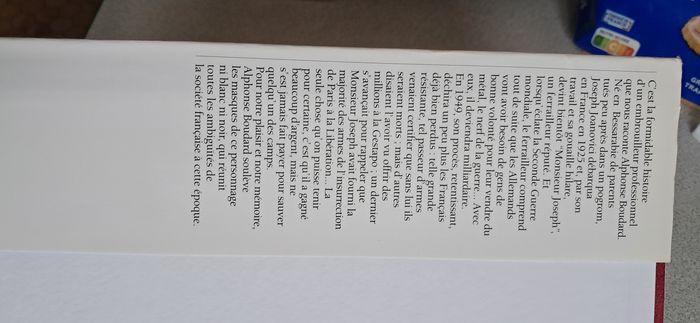 C'est la formidable histoire
d'un embrouilleur professionnel
que nous raconte Alphonse Boudard.
Né en Bessarabie de parents
tués peu après dans un pogrom,
Joseph Joanovici débarqua
en France en 1925 et, par son
travail et sa gouaille hilare,
devint bientôt "Monsieur Joseph",
un ferrailleur réputé. Et
lorsqu'éclate la Seconde Guerre
mondiale, le ferrailleur comprend
tout de suite que les Allemands
vont avoir besoin de gens de
bonne volonté pour leur vendre du
métal, le nerf de la guerre... Avec
eux, il deviendra milliardaire.
En 1949, son procès, retentissant,
déchira un peu plus les Français
déjà bien perdus : telle grande
résistante, tel passeur d'armes
venaient certifier que sans lui ils
seraient morts ; mais d'autres
disaient l'avoir vu offrir des
millions à la Gestapo ; un dernier
s'avançait pour rappeler que
Monsieur Joseph avait fourni la
majorité des armes de l'insurrection
de Paris à la Libération... La
seule chose qu'on puisse tenir
pour certaine, c'est qu'il a gagné
beaucoup d'argent, mais ne
s'est jamais fait payer pour sauver
quelqu'un des camps.
Pour notre plaisir et notre mémoire,
Alphonse Boudard soulève
les masques de ce personnage
ni blanc ni noir, qui réunit
toutes les ambiguïtés de
la société française à cette époque.